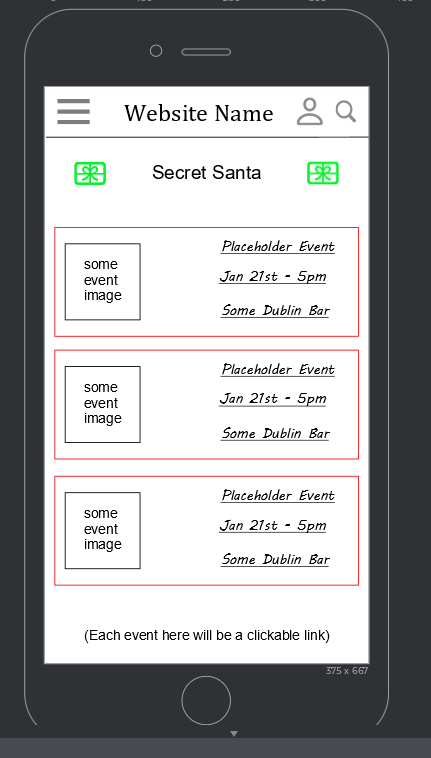 Website Name
Secret Santa
some
event
image
Placeholder Event
Jan 21st - 5pm
Some Dublin Bar
some
event
image
Placeholder Event
Jan 21st - 5pm
Some Dublin Bar
some
event
image
Placeholder Event
Jan 21st - 5pm
Some Dublin Bar
(Each event here will be a clickable link)
375 x 667